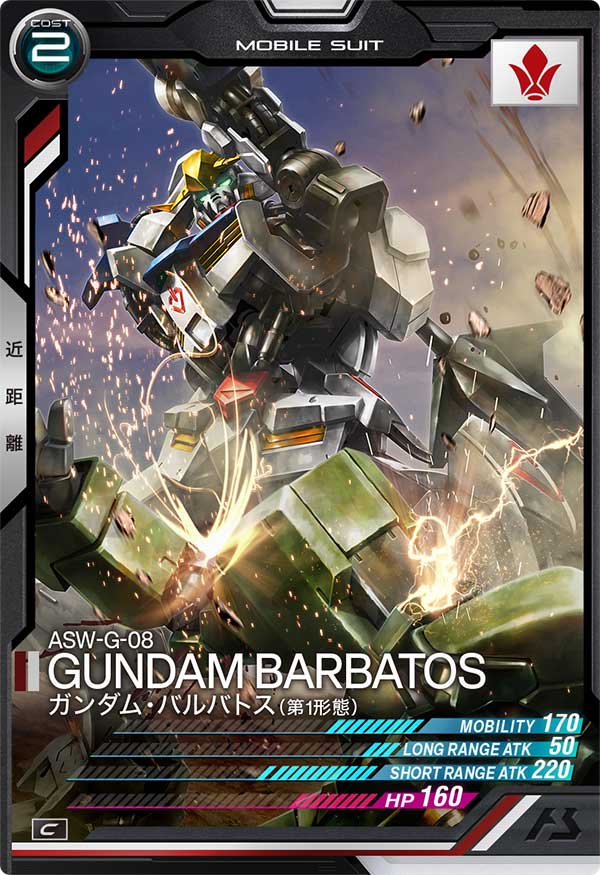 COST
2
MOBILE SUIT
近距離
ASW-G-08
GUNDAM BARBATOS
ガンダム・バルバトス(第1形態)
MOBILITY 170
LONG RANGE ATK 50
SHORT RANGE ATK 220
HP 160
C